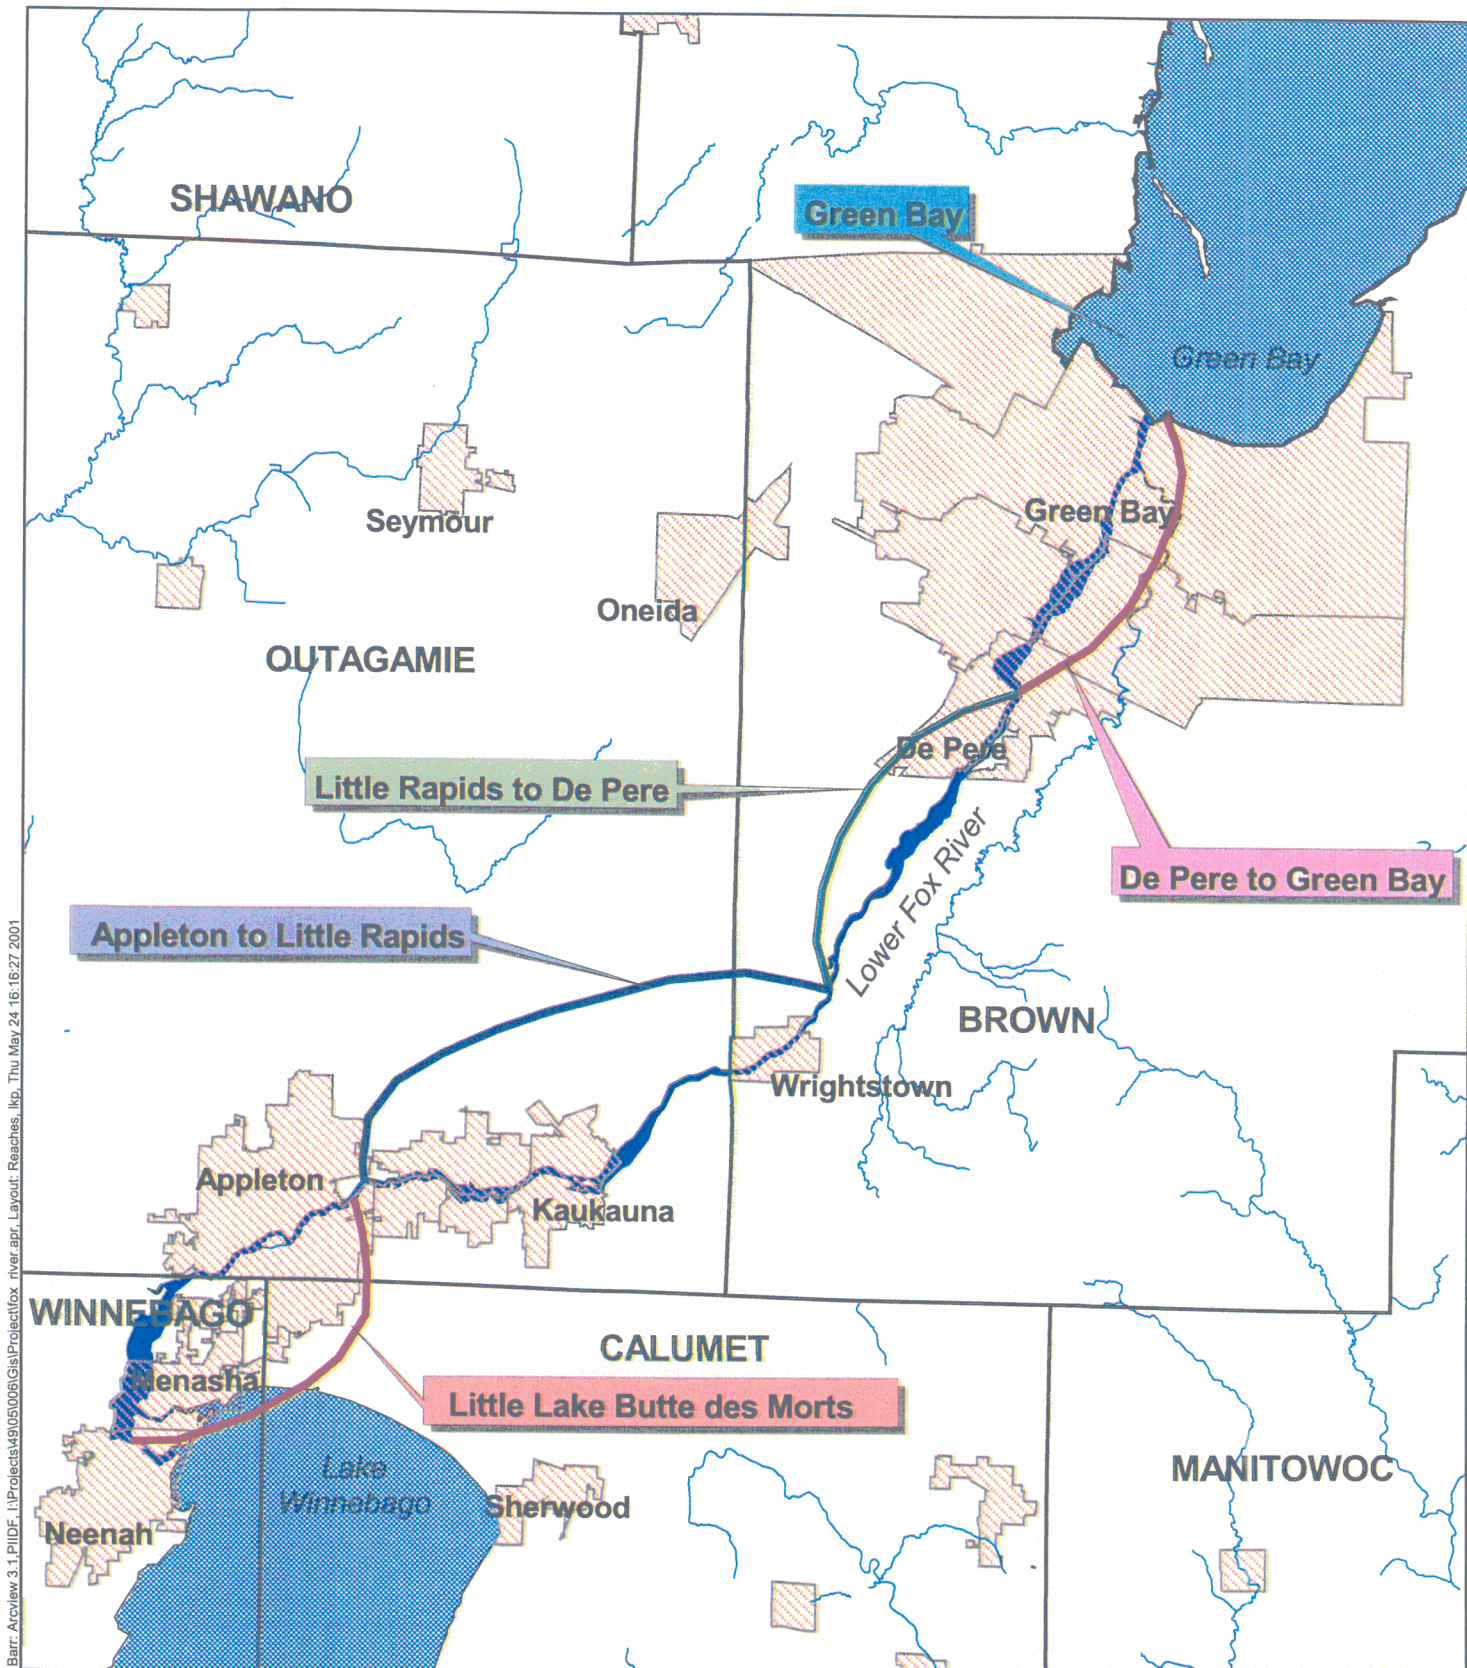 SHAWANO
Green Bay
Green Bay
Green Bay
Seymour
Oneida
OUTAGAMIE
De Pere
Little Rapids to De Pere
De Pere to Green Bay
Lower Fox River
Appleton to Little Rapids
BROWN
Wrightstown
Appleton
Kaukauna
WINNEBAGO
CALUMET
Menasha
Little Lake Butte des Morts
MANITOWOC
Lake
Winnebago
Sherwood
Neenah
Barr: Arcview 3.1,PIIDF, I:\Projects\49\05\006\Gis\Project\fox_river.apr, Layout: Reaches, lkp, Thu May 24 16:16:27 2001